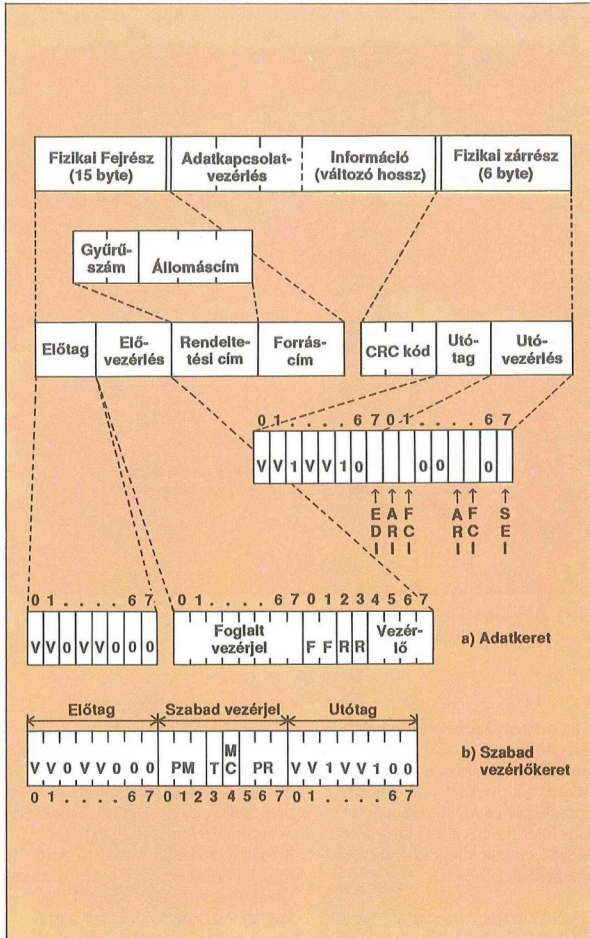 Fizikai Fejrész Adatkapcsolat- Információ Fizikai zárrész
(15 byte) vezérlés (változó hossz) (6 byte)
Gyűrű-
szám Állomáscím
Előtag Elő- Rendelte- Forrás- CRC kód Utó- Utó-
vezérlés tési cím cím tag vezérlés
0 1 . . . . 6 7 0 1 . . . . 6 7
V V 1 V V 1 0 0 0 0
E A F A F S
D R C R C E
I I I I I I
0 1 . . . . 6 7 0 1 . . . . 6 7 0 1 2 3 4 5 6 7
V V 0 V V 0 0 0 Foglalt vezérjel F F R R Vezér-lő a) Adatkeret
Előtag Szabad vezérjel Utótag
V V 0 V V 0 0 0 PM T MC PR V V 1 V V 1 0 0 b) Szabad
0 1 . . . . 6 7 0 1 2 3 4 5 6 7 0 1 . . . . 6 7 vezérlőkeret